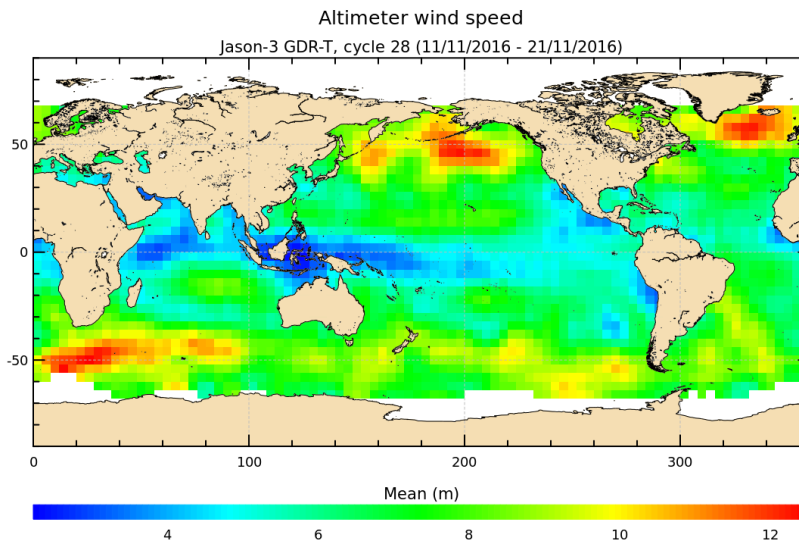 Altimeter wind speed
Jason-3 GDR-T, cycle 28 (11/11/2016 - 21/11/2016)
50
0
-50
0 100 200 300
Mean (m)
4 6 8 10 12